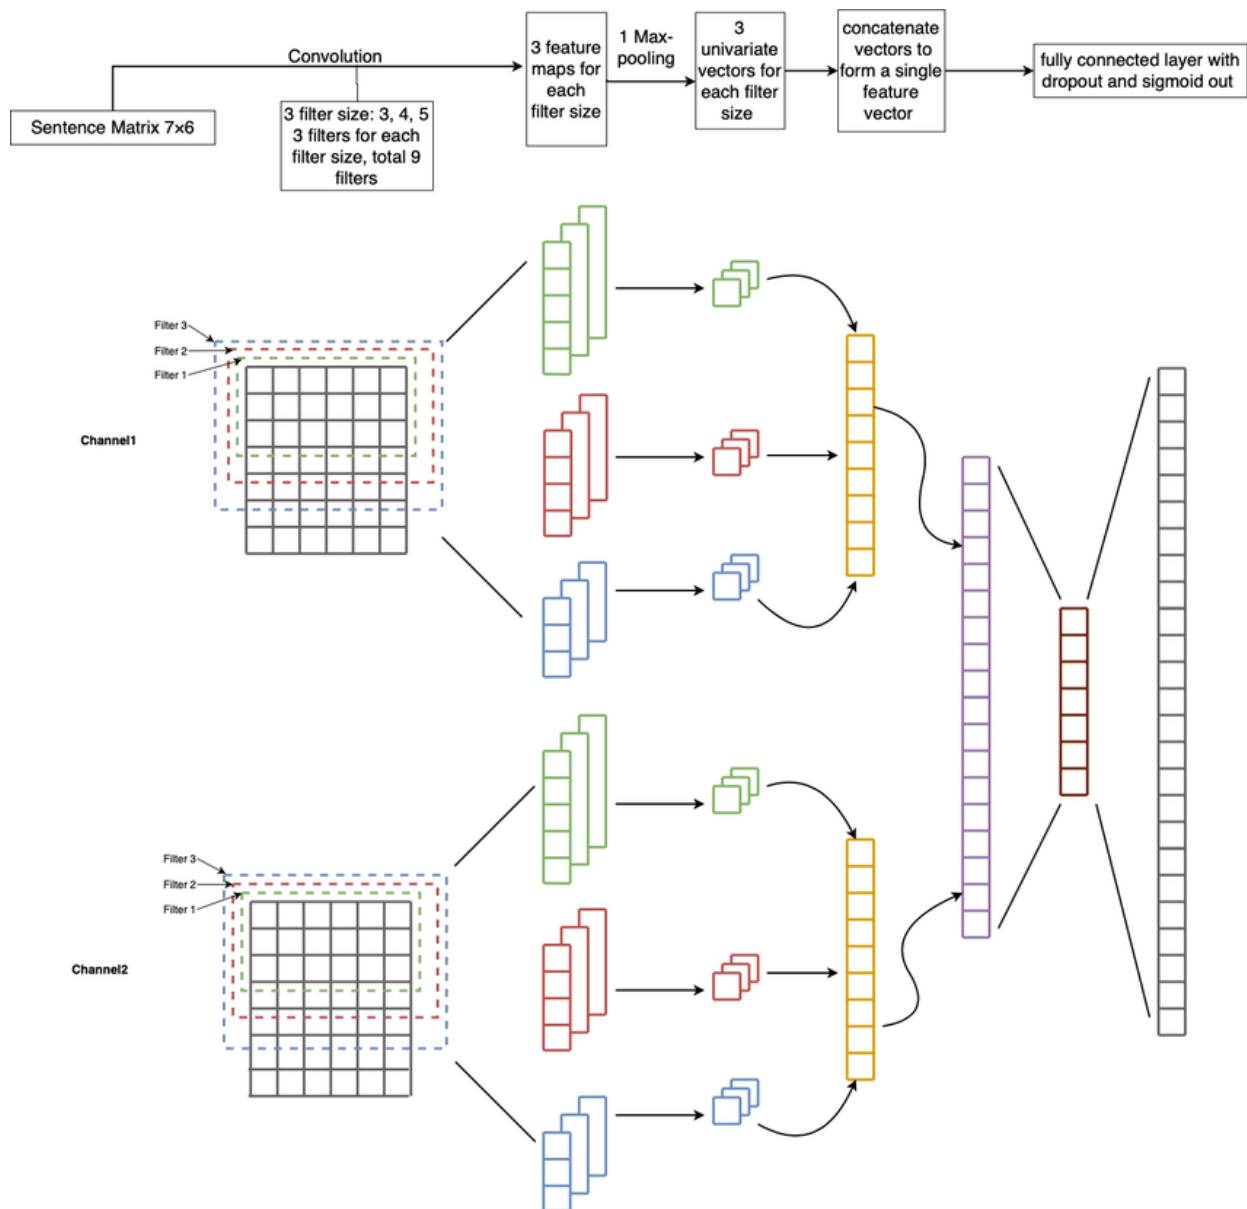 Convolution
Sentence Matrix 7×6
3 filter size: 3, 4, 5
3 filters for each
filter size, total 9
filters
3 feature
maps for
each
filter size
1 Max-
pooling
3
univariate
vectors for
each filter
size
concatenate
vectors to
form a single
feature
vector
fully connected layer with
dropout and sigmoid out
Filter 3
Filter 2
Filter 1
Channel1
Filter 3
Filter 2
Filter 1
Channel2